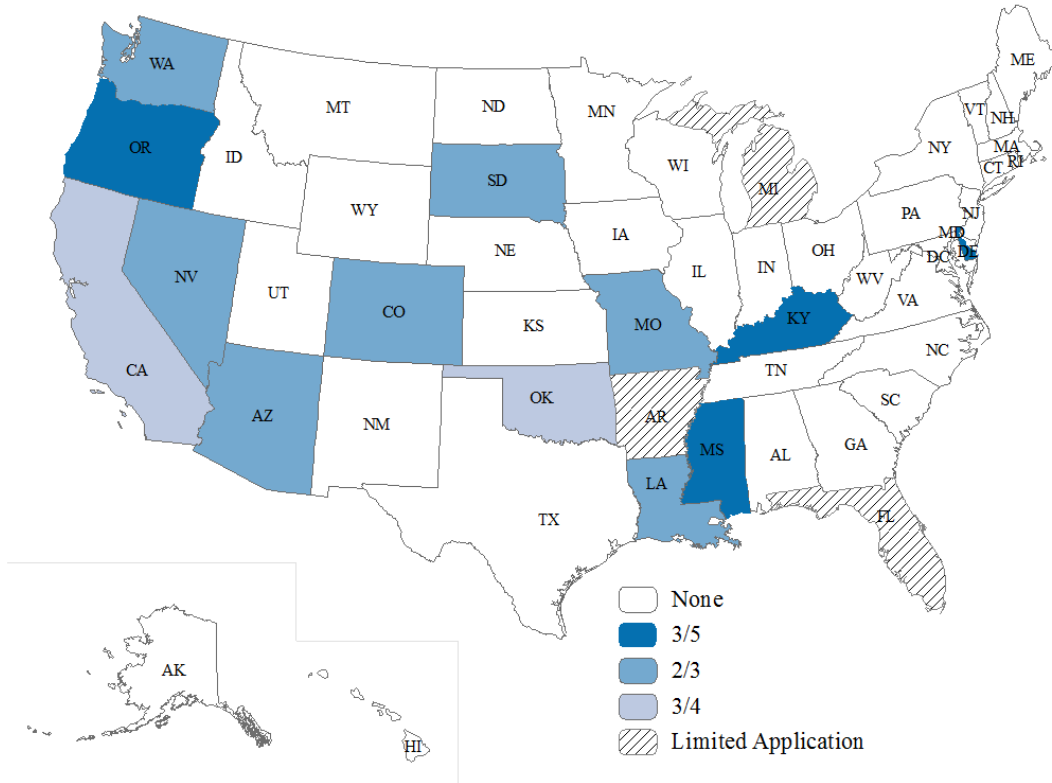 WA
MT
ND
MN
ME
VT
NH
OR
ID
SD
WI
MI
NY
MA
CT
RI
WY
NE
IA
PA
NJ
NV
UT
CO
KS
MO
IL
IN
OH
MD
DC
DE
WV
VA
KY
CA
AZ
NM
OK
AR
TN
NC
SC
MS
AL
GA
LA
TX
FL
None
3/5
2/3
3/4
Limited Application
AK
HI